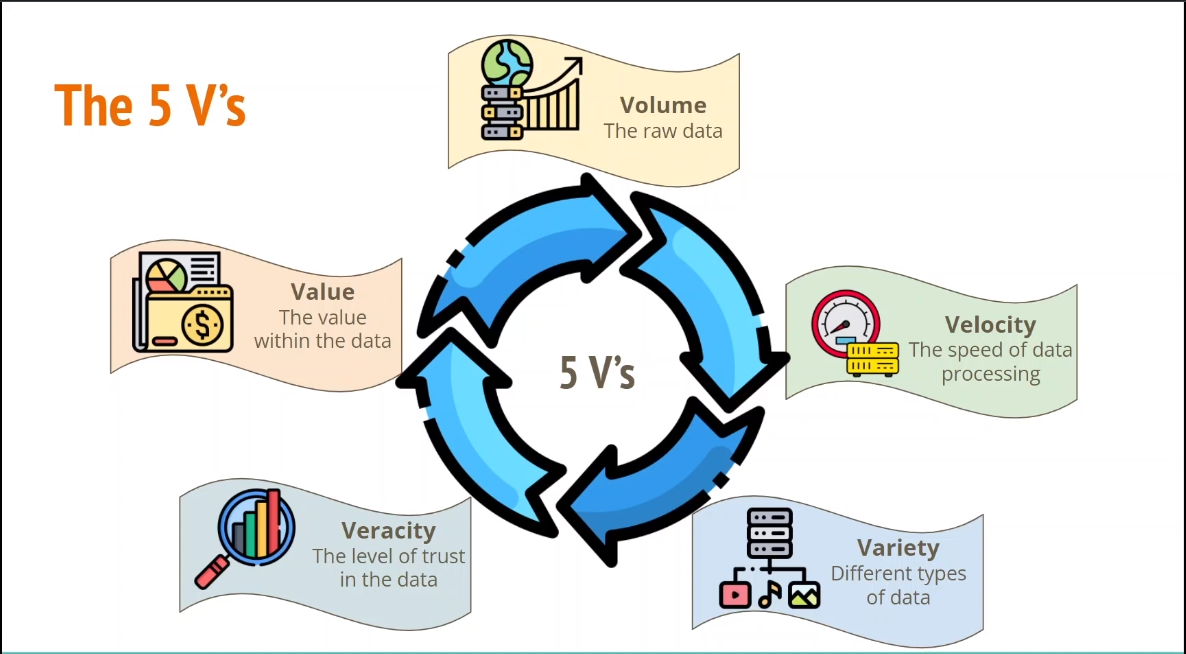 The 5 V’s
Volume
The raw data
Value
The value
within the data
Velocity
The speed of data
processing
5 V’s
Veracity
The level of trust
in the data
Variety
Different types
of data
$